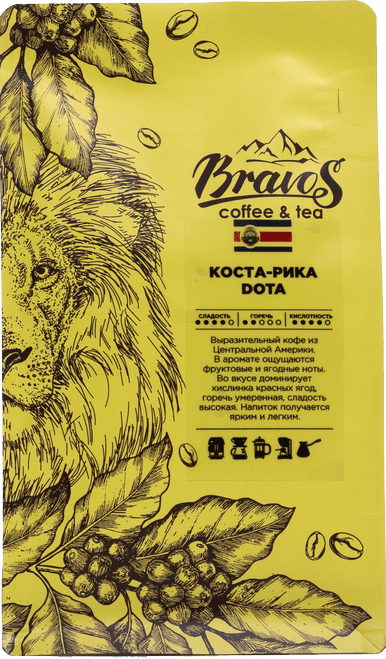 Bravos
coffee & tea
КОСТА-РИКА
DOTA
СЛАДОСТЬ ГОРЕЧЬ КИСЛОТНОСТЬ
Выразительный кофе из
Центральной Америки.
В аромате ощущаются
фруктовые и ягодные ноты.
Во вкусе доминирует
кислинка красных ягод,
горечь умеренная, сладость
высокая. Напиток получается
ярким и легким.